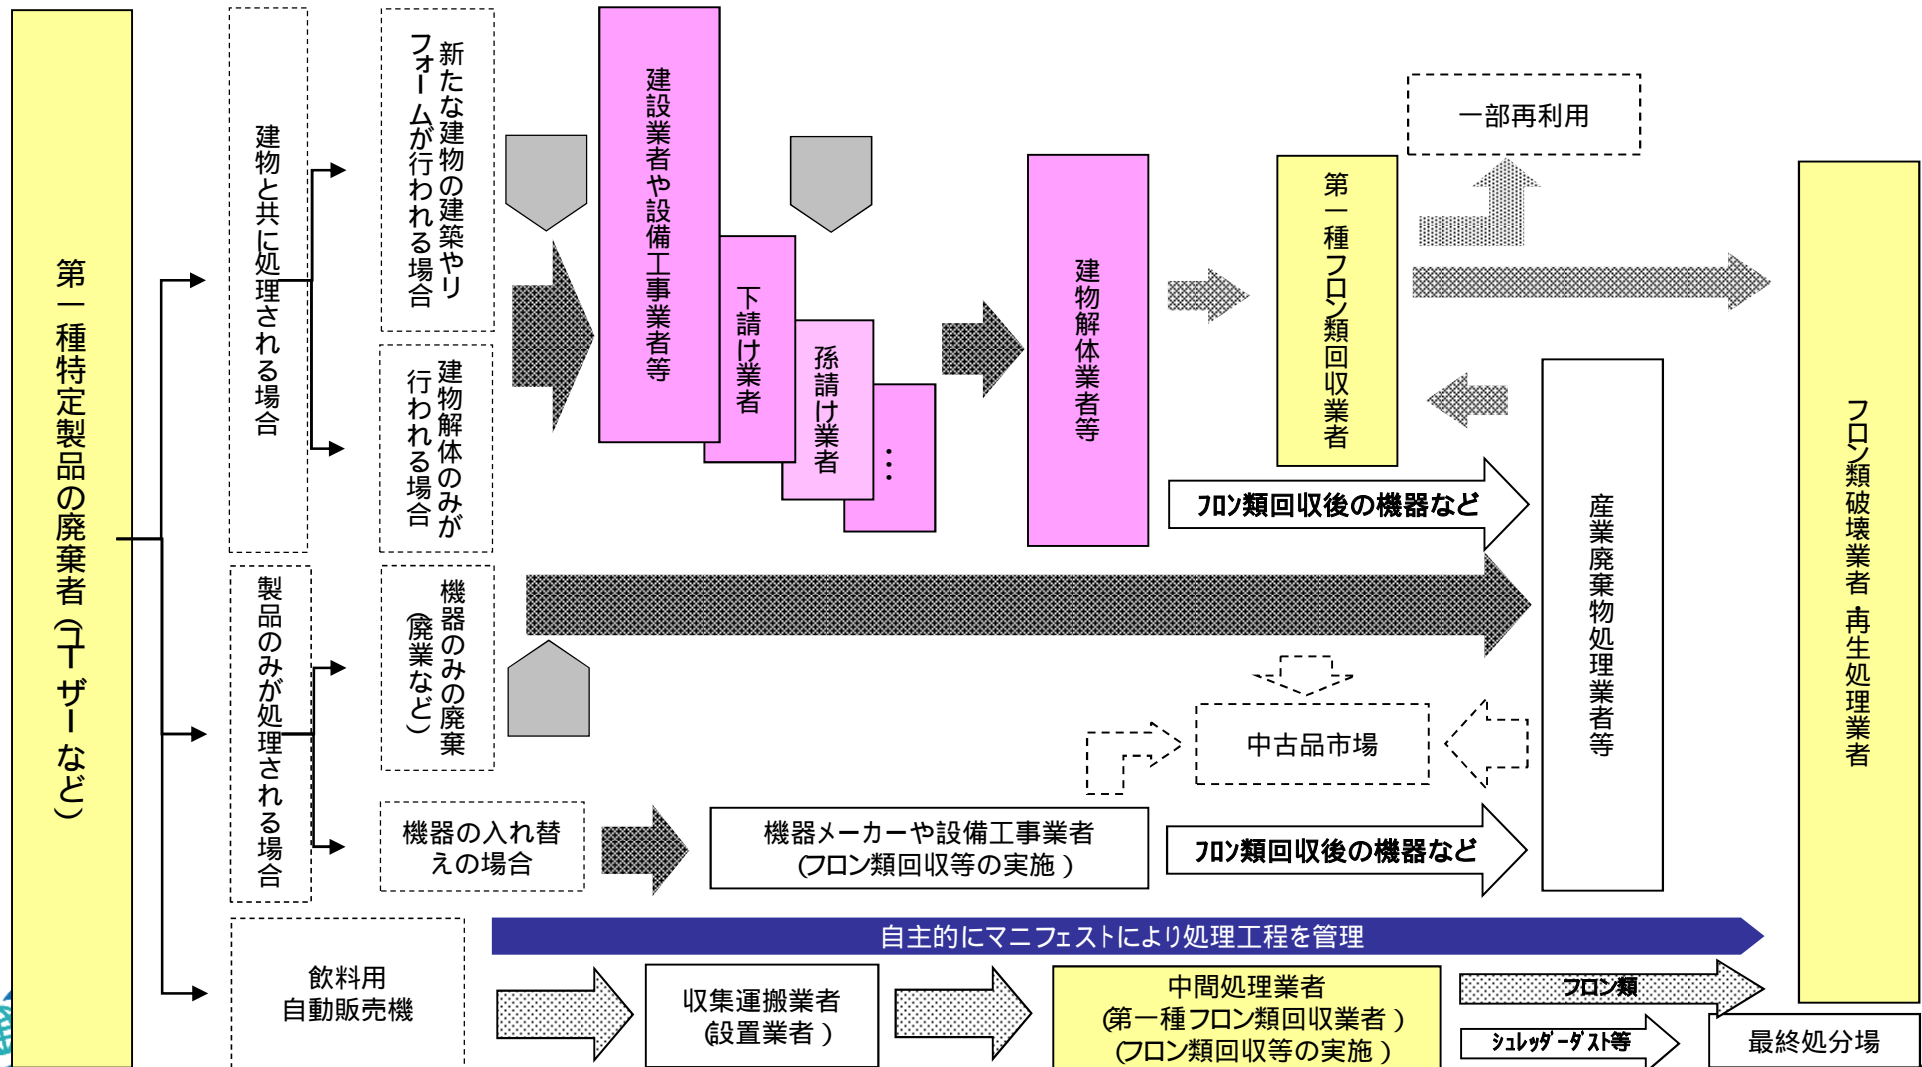 第一種特定製品の廃棄者(ユーザーなど)
建物と共に処理される場合
新たな建物の建築やリ
フォームが行われる場合
建物解体のみが
行われる場合
製品のみが処理される場合
機器のみの廃棄
(廃業など)
機器の入れ替
えの場合
飲料用
自動販売機
建設業者や設備工事業者等
下請け業者
孫請け業者
…
建物解体業者等
第一種フロン類回収業者
一部再利用
フロン類回収後の機器など
産業廃棄物処理業者等
フロン類破壊業者・再生処理業者
中古品市場
機器メーカーや設備工事業者
(フロン類回収等の実施)
フロン類回収後の機器など
自主的にマニフェストにより処理工程を管理
収集運搬業者
(設置業者)
中間処理業者
(第一種フロン類回収業者)
(フロン類回収等の実施)
フロン類
シュレッダーダスト等
最終処分場